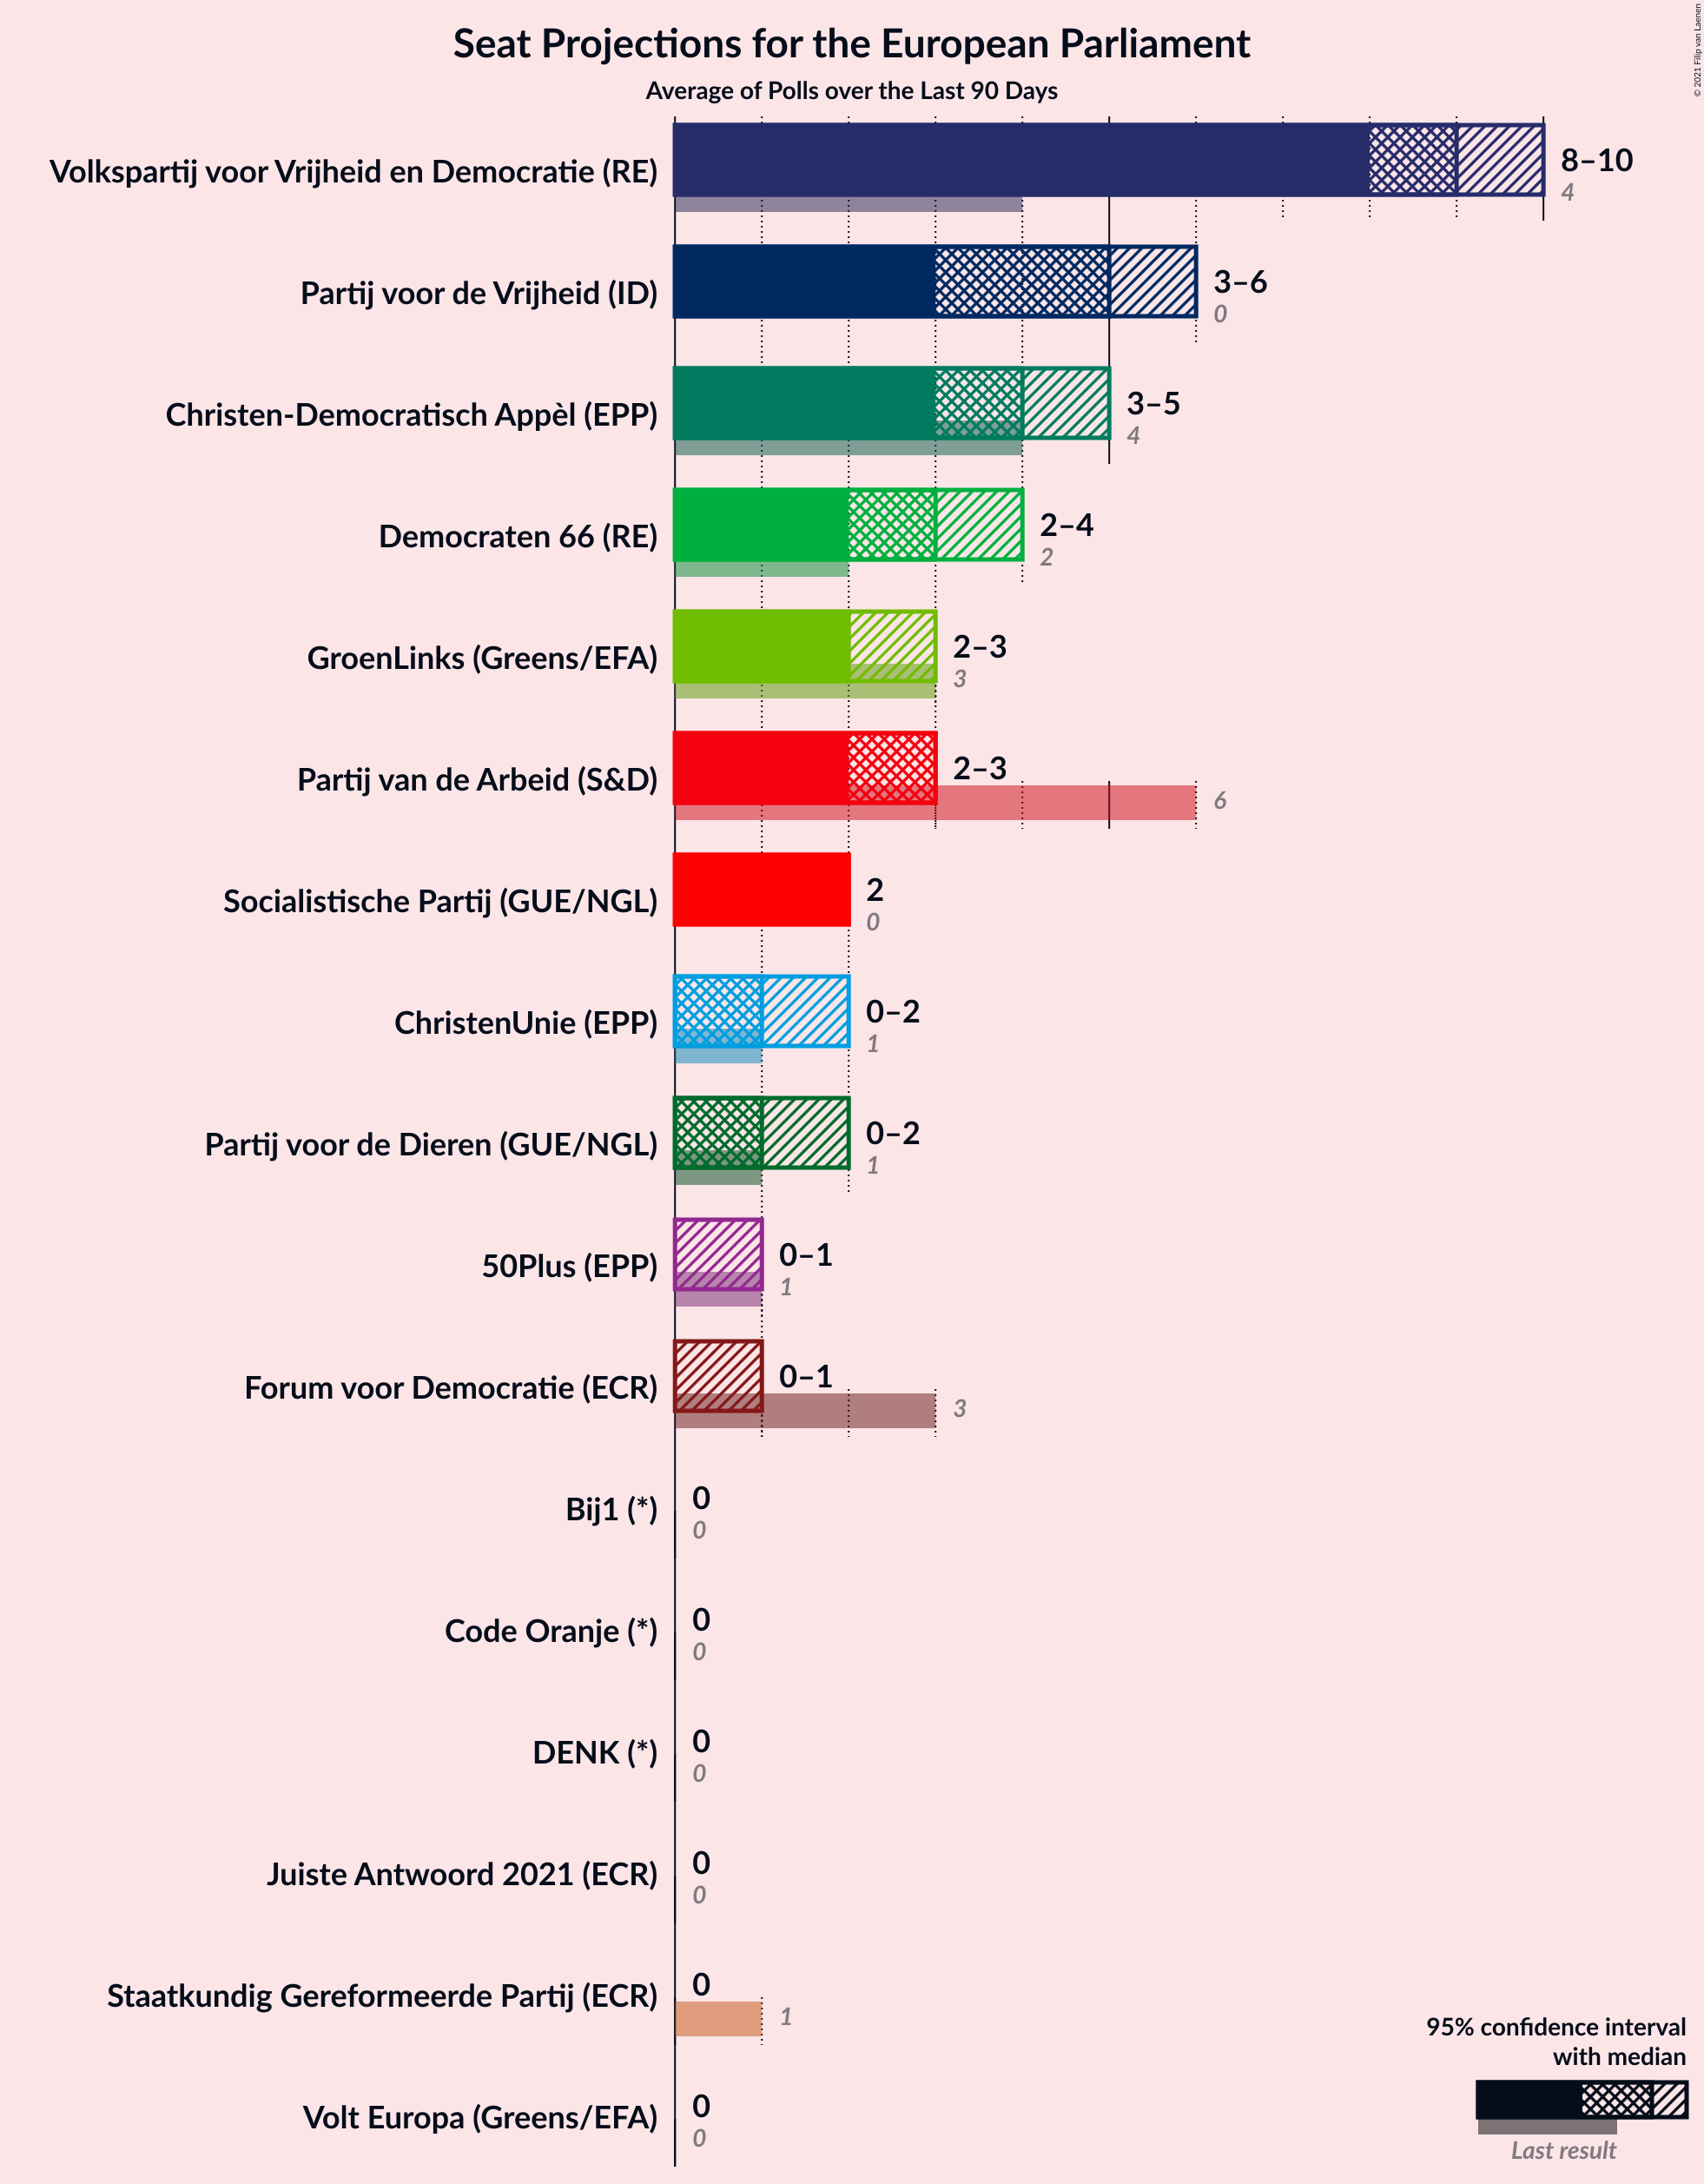 Seat Projections for the European Parliament
Average of Polls over the Last 90 Days
© 2021 Filip van Laenen
Volkspartij voor Vrijheid en Democratie (RE)
8–10
4
Partij voor de Vrijheid (ID)
3–6
0
Christen-Democratisch Appèl (EPP)
3–5
4
Democraten 66 (RE)
2–4
2
GroenLinks (Greens/EFA)
2–3
3
Partij van de Arbeid (S&D)
2–3
6
Socialistische Partij (GUE/NGL)
2
0
ChristenUnie (EPP)
0–2
1
Partij voor de Dieren (GUE/NGL)
0–2
1
50Plus (EPP)
0–1
1
Forum voor Democratie (ECR)
0–1
3
Bij1 (*)
0
0
Code Oranje (*)
0
0
DENK (*)
0
0
Juiste Antwoord 2021 (ECR)
0
0
Staatkundig Gereformeerde Partij (ECR)
0
1
Volt Europa (Greens/EFA)
0
0
95% confidence interval
with median
Last result